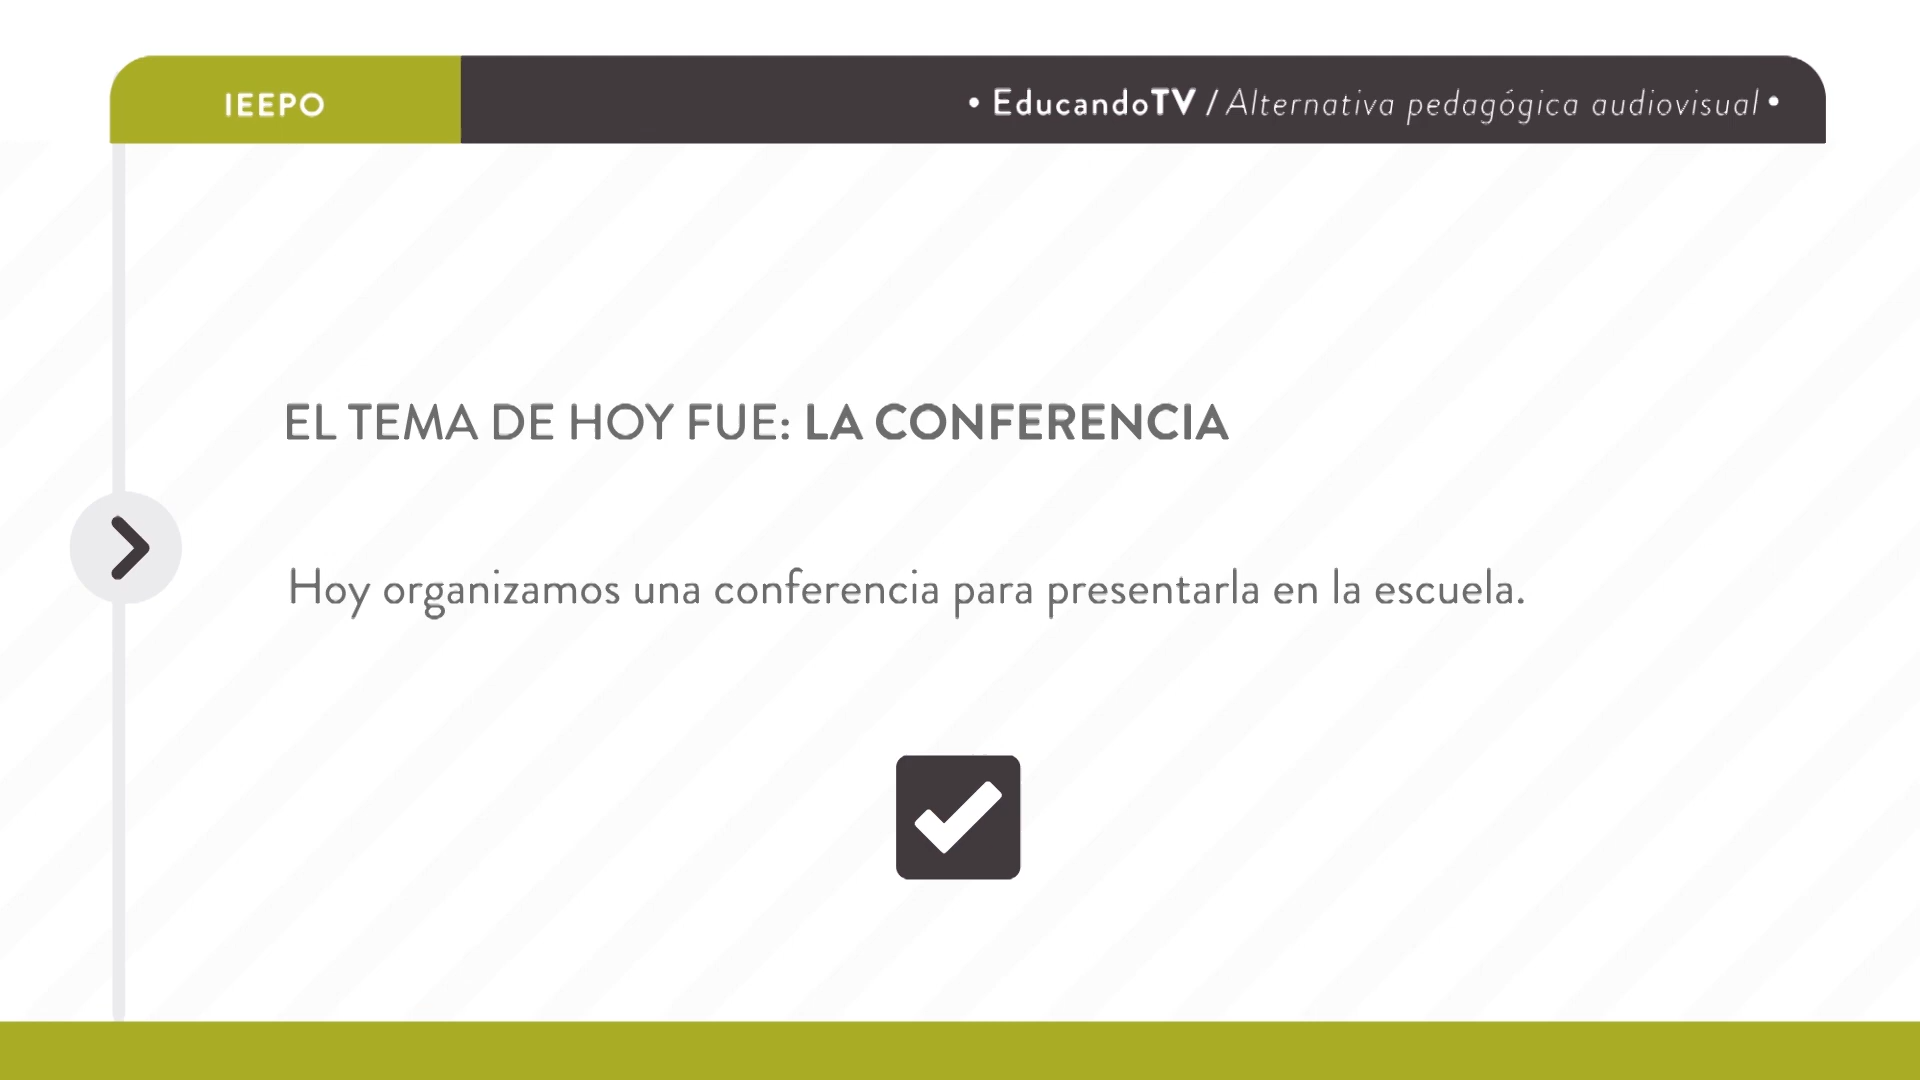 IEEPO
• EducandoTV / Alternativa pedagógica audiovisual •
EL TEMA DE HOY FUE: LA CONFERENCIA
Hoy organizamos una conferencia para presentarla en la escuela.